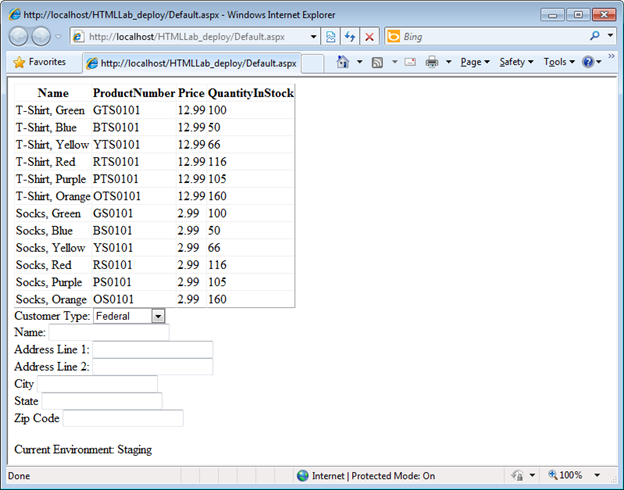 http://localhost/HTMLLab_deploy/Default.aspx - Windows Internet Explorer
http://localhost/HTMLLab_deploy/Default.aspx Bing
Favorites http://localhost/HTMLLab_deploy/Default.aspx Page Safety Tools
Name ProductNumber Price QuantityInStock
T-Shirt, Green GTS0101 12.99 100
T-Shirt, Blue BTS0101 12.99 50
T-Shirt, Yellow YTS0101 12.99 66
T-Shirt, Red RTS0101 12.99 116
T-Shirt, Purple PTS0101 12.99 105
T-Shirt, Orange OTS0101 12.99 160
Socks, Green GS0101 2.99 100
Socks, Blue BS0101 2.99 50
Socks, Yellow YS0101 2.99 66
Socks, Red RS0101 2.99 116
Socks, Purple PS0101 2.99 105
Socks, Orange OS0101 2.99 160
Customer Type: Federal
Name:
Address Line 1:
Address Line 2:
City
State
Zip Code
Current Environment: Staging
Done Internet | Protected Mode: On 100%